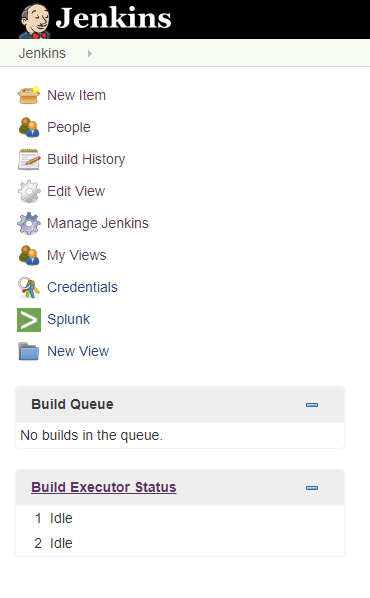 Jenkins
Jenkins
New Item
People
Build History
Edit View
Manage Jenkins
My Views
Credentials
Splunk
New View
Build Queue
No builds in the queue.
Build Executor Status
1 Idle
2 Idle